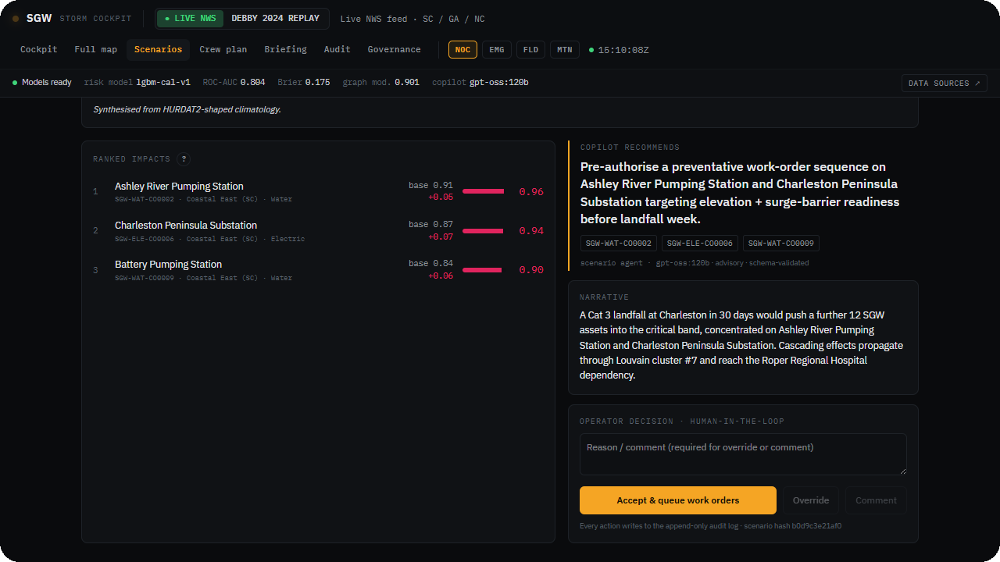 SGW STORM COCKPIT LIVE NWS DEBBY 2024 REPLAY Live NWS feed · SC / GA / NC
Cockpit Full map Scenarios Crew plan Briefing Audit Governance NOC EMG FLD MTN 15:10:08Z
Models ready risk model lgbm-cal-v1 ROC-AUC 0.804 Brier 0.175 graph mod. 0.901 copilot gpt-oss:120b DATA SOURCES ↗
Synthesised from HURDAT2-shaped climatology.
RANKED IMPACTS ?
1 Ashley River Pumping Station base 0.91 0.96
SGW-WAT-CO0002 · Coastal East (SC) · Water +0.05
2 Charleston Peninsula Substation base 0.87 0.94
SGW-ELE-CO0006 · Coastal East (SC) · Electric +0.07
3 Battery Pumping Station base 0.84 0.90
SGW-WAT-CO0009 · Coastal East (SC) · Water +0.06
COPILOT RECOMMENDS
Pre-authorise a preventative work-order sequence on
Ashley River Pumping Station and Charleston Peninsula
Substation targeting elevation + surge-barrier readiness
before landfall week.
SGW-WAT-CO0002 SGW-ELE-CO0006 SGW-WAT-CO0009
scenario agent · gpt-oss:120b · advisory · schema-validated
NARRATIVE
A Cat 3 landfall at Charleston in 30 days would push a further 12 SGW
assets into the critical band, concentrated on Ashley River Pumping
Station and Charleston Peninsula Substation. Cascading effects propagate
through Louvain cluster #7 and reach the Roper Regional Hospital
dependency.
OPERATOR DECISION · HUMAN-IN-THE-LOOP
Reason / comment (required for override or comment)
Accept & queue work orders Override Comment
Every action writes to the append-only audit log · scenario hash b0d9c3e21af0